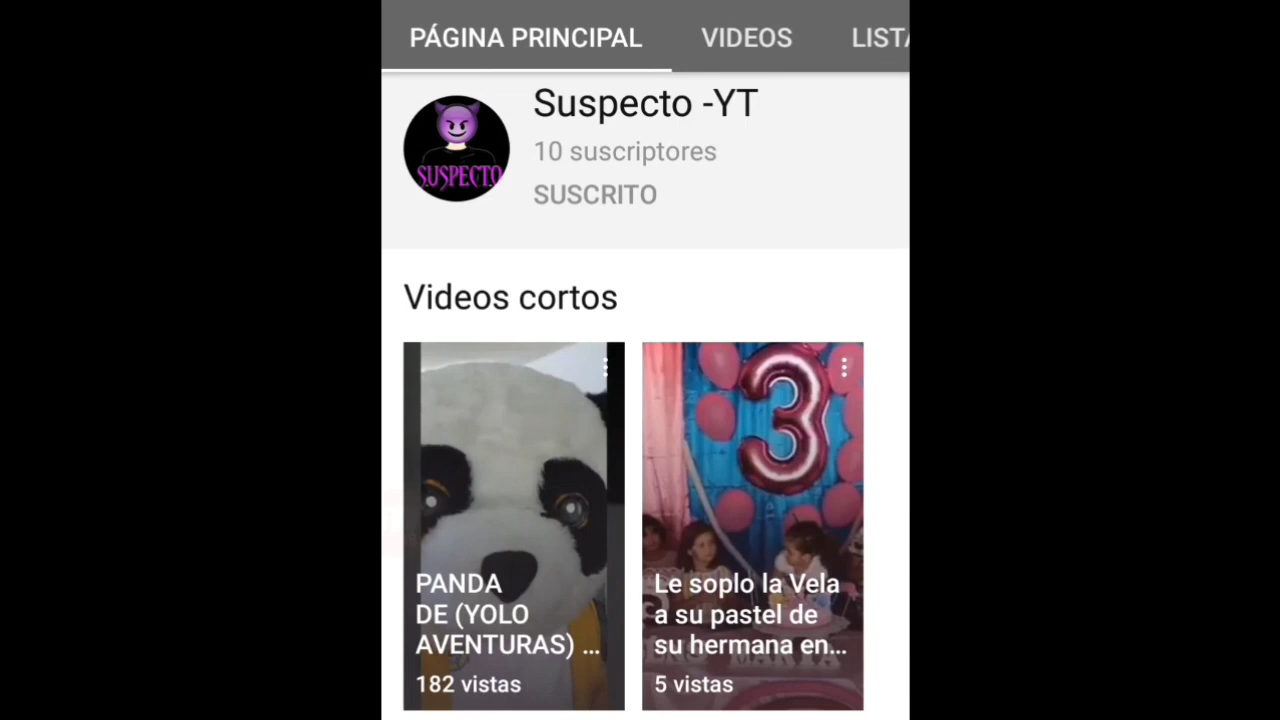 PÁGINA PRINCIPAL VIDEOS LISTA
Suspecto -YT
10 suscriptores
SUSCRITO
SUSPECTO
Videos cortos
3
PANDA
DE (YOLO
AVENTURAS) ...
182 vistas
Le soplo la Vela
a su pastel de
su hermana en...
5 vistas